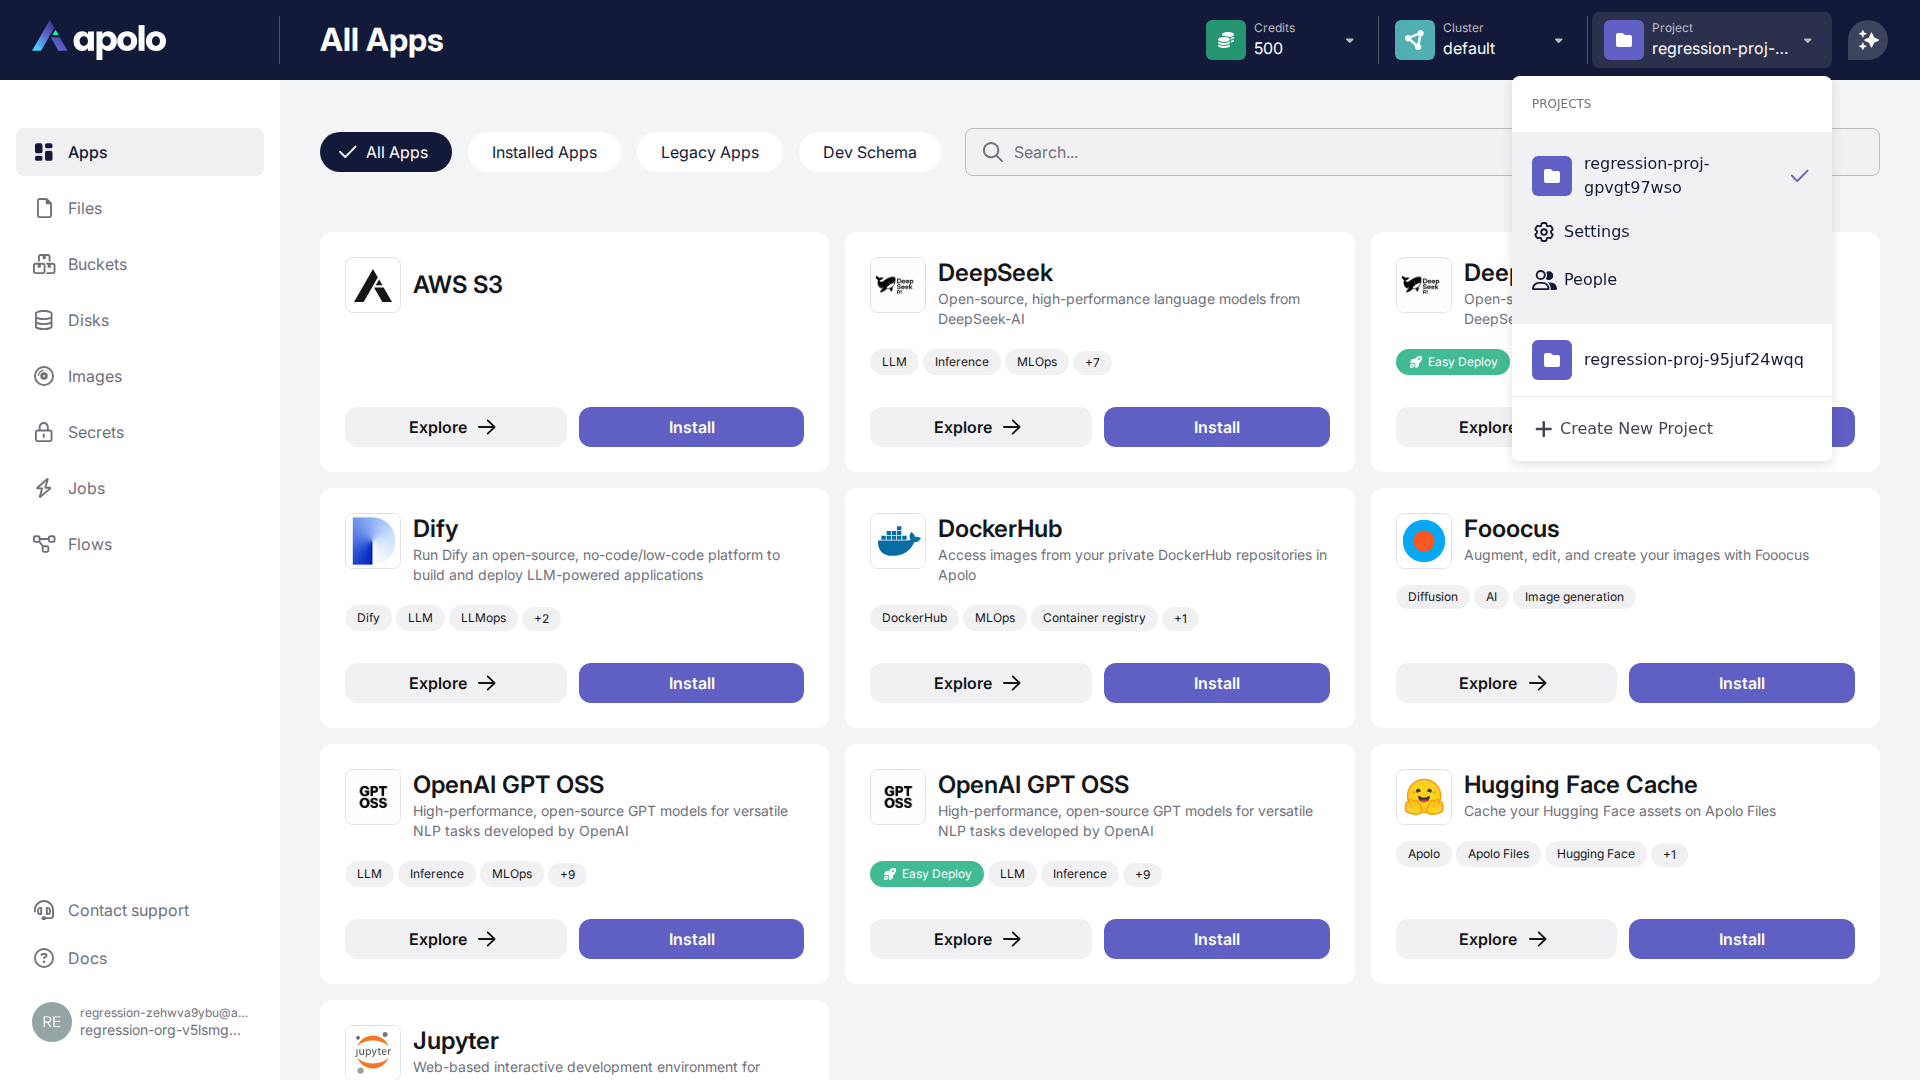 apolo
All Apps
Credits
500
Cluster
default
Project
regression-proj-...
PROJECTS
regression-proj-
gpvgt97wso
Settings
People
regression-proj-95juf24wqq
Create New Project
Apps
Files
Buckets
Disks
Images
Secrets
Jobs
Flows
Contact support
Docs
RE
regression-zehwva9ybu@a...
regression-org-v5lsmg...
All Apps
Installed Apps
Legacy Apps
Dev Schema
Search...
AWS S3
Explore
Install
DeepSeek
Open-source, high-performance language models from
DeepSeek-AI
LLM
Inference
MLOps
+7
Explore
Install
Easy Deploy
Dify
Run Dify an open-source, no-code/low-code platform to
build and deploy LLM-powered applications
Dify
LLM
LLMops
+2
Explore
Install
DockerHub
Access images from your private DockerHub repositories in
Apolo
DockerHub
MLOps
Container registry
+1
Explore
Install
Fooocus
Augment, edit, and create your images with Fooocus
Diffusion
AI
Image generation
Explore
Install
GPT
OSS
OpenAI GPT OSS
High-performance, open-source GPT models for versatile
NLP tasks developed by OpenAI
LLM
Inference
MLOps
+9
Explore
Install
GPT
OSS
OpenAI GPT OSS
High-performance, open-source GPT models for versatile
NLP tasks developed by OpenAI
Easy Deploy
LLM
Inference
+9
Explore
Install
Hugging Face Cache
Cache your Hugging Face assets on Apolo Files
Apolo
Apolo Files
Hugging Face
+1
Explore
Install
jupyter
Jupyter
Web-based interactive development environment for